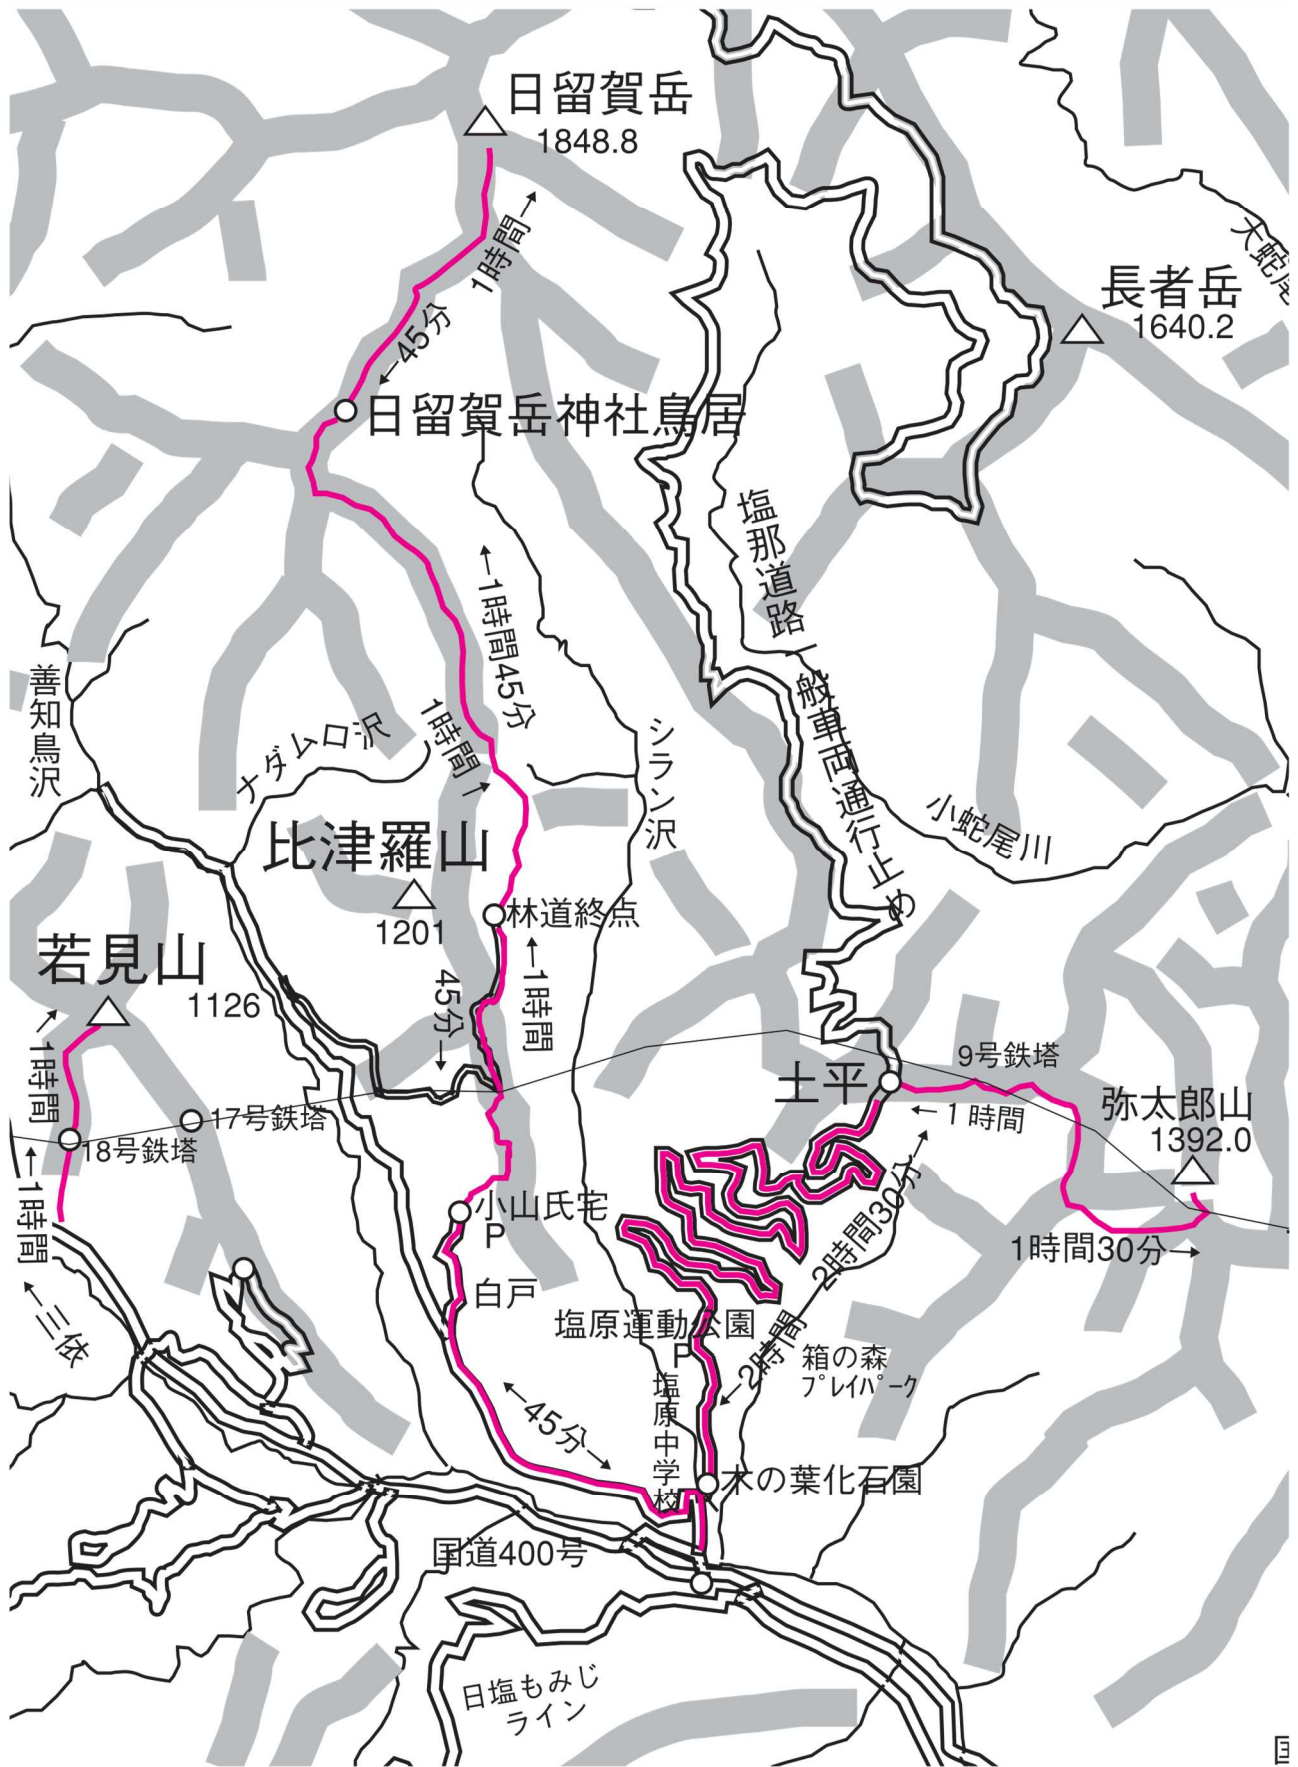 日留賀岳
1848.8
1時間→
大蛇尾
長者岳
1640.2
←45分
日留賀岳神社鳥居
塩那道路一般車両通行止め
←1時間45分
善知鳥沢
ナダムロ沢
1時間→
シラン沢
小蛇尾川
比津羅山
1201
林道終点
若見山
1126
45分→
←1時間
1時間→
9号鉄塔
土平
←1時間
弥太郎山
1392.0
17号鉄塔
18号鉄塔
←1時間
小山氏宅
P
2時間30分→
1時間30分→
白戸
←三依
塩原運動公園
P
←2時間
箱の森
プレイパーク
塩原中学校
←45分→
木の葉化石園
国道400号
日塩もみじ
ライン